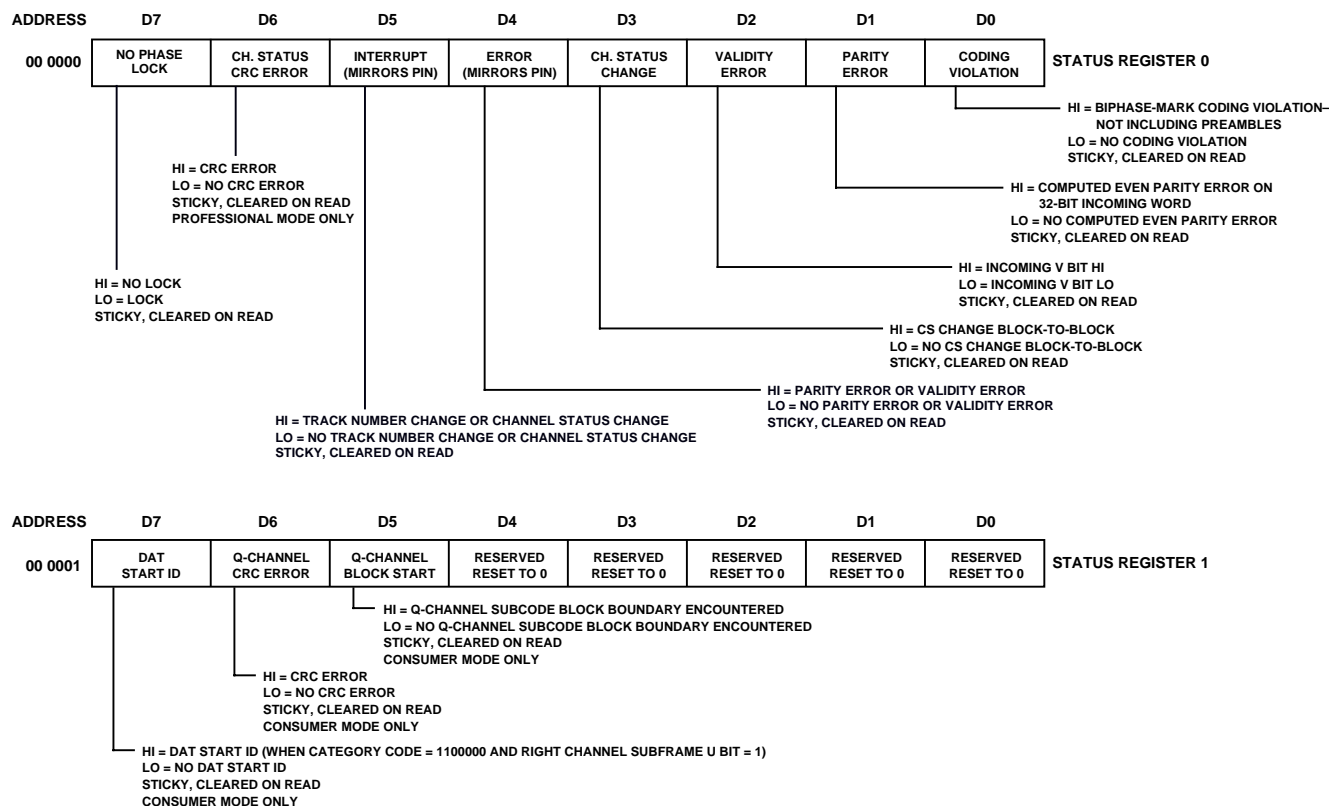 ADDRESS D7 D6 D5 D4 D3 D2 D1 D0
00 0000 NO PHASE LOCK CH. STATUS CRC ERROR INTERRUPT (MIRRORS PIN) ERROR (MIRRORS PIN) CH. STATUS CHANGE VALIDITY ERROR PARITY ERROR CODING VIOLATION STATUS REGISTER 0
HI = BIPHASE-MARK CODING VIOLATION–
NOT INCLUDING PREAMBLES
LO = NO CODING VIOLATION
STICKY, CLEARED ON READ
HI = CRC ERROR
LO = NO CRC ERROR
STICKY, CLEARED ON READ
PROFESSIONAL MODE ONLY
HI = COMPUTED EVEN PARITY ERROR ON
32-BIT INCOMING WORD
LO = NO COMPUTED EVEN PARITY ERROR
STICKY, CLEARED ON READ
HI = INCOMING V BIT HI
LO = INCOMING V BIT LO
STICKY, CLEARED ON READ
HI = NO LOCK
LO = LOCK
STICKY, CLEARED ON READ
HI = CS CHANGE BLOCK-TO-BLOCK
LO = NO CS CHANGE BLOCK-TO-BLOCK
STICKY, CLEARED ON READ
HI = PARITY ERROR OR VALIDITY ERROR
LO = NO PARITY ERROR OR VALIDITY ERROR
STICKY, CLEARED ON READ
HI = TRACK NUMBER CHANGE OR CHANNEL STATUS CHANGE
LO = NO TRACK NUMBER CHANGE OR CHANNEL STATUS CHANGE
STICKY, CLEARED ON READ
ADDRESS D7 D6 D5 D4 D3 D2 D1 D0
00 0001 DAT START ID Q-CHANNEL CRC ERROR Q-CHANNEL BLOCK START RESERVED RESET TO 0 RESERVED RESET TO 0 RESERVED RESET TO 0 RESERVED RESET TO 0 RESERVED RESET TO 0 STATUS REGISTER 1
HI = Q-CHANNEL SUBCODE BLOCK BOUNDARY ENCOUNTERED
LO = NO Q-CHANNEL SUBCODE BLOCK BOUNDARY ENCOUNTERED
STICKY, CLEARED ON READ
CONSUMER MODE ONLY
HI = CRC ERROR
LO = NO CRC ERROR
STICKY, CLEARED ON READ
CONSUMER MODE ONLY
HI = DAT START ID (WHEN CATEGORY CODE = 1100000 AND RIGHT CHANNEL SUBFRAME U BIT = 1)
LO = NO DAT START ID
STICKY, CLEARED ON READ
CONSUMER MODE ONLY